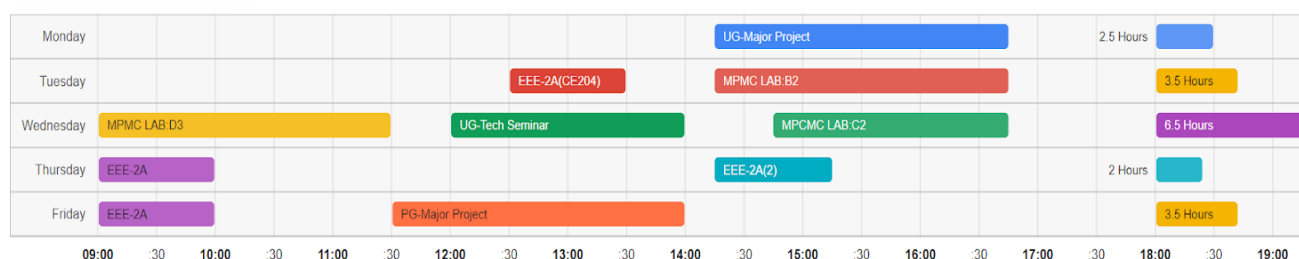 Monday UG-Major Project 2.5 Hours
Tuesday EEE-2A(CE204) MPMC LAB:B2 3.5 Hours
Wednesday MPMC LAB:D3 UG-Tech Seminar MPCMC LAB:C2 6.5 Hours
Thursday EEE-2A EEE-2A(2) 2 Hours
Friday EEE-2A PG-Major Project 3.5 Hours
09:00 :30 10:00 :30 11:00 :30 12:00 :30 13:00 :30 14:00 :30 15:00 :30 16:00 :30 17:00 :30 18:00 :30 19:00